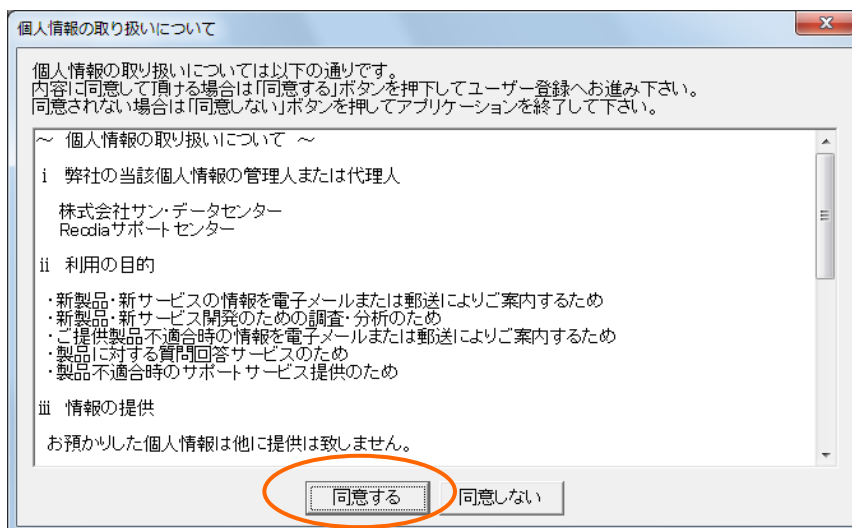 個人情報の取り扱いについて
個人情報の取り扱いについては以下の通りです。
内容に同意して頂ける場合は「同意する」ボタンを押下してユーザー登録へお進み下さい。
同意されない場合は「同意しない」ボタンを押してアプリケーションを終了して下さい。
～ 個人情報の取り扱いについて ～
ⅰ 弊社の当該個人情報の管理人または代理人
株式会社サン・データセンター
Recdiaサポートセンター
ⅱ 利用の目的
・新製品・新サービスの情報を電子メールまたは郵送によりご案内するため
・新製品・新サービス開発のための調査・分析のため
・ご提供製品不適合時の情報を電子メールまたは郵送によりご案内するため
・製品に対する質問回答サービスのため
・製品不適合時のサポートサービス提供のため
ⅲ 情報の提供
お預かりした個人情報は他に提供は致しません。
同意する 同意しない